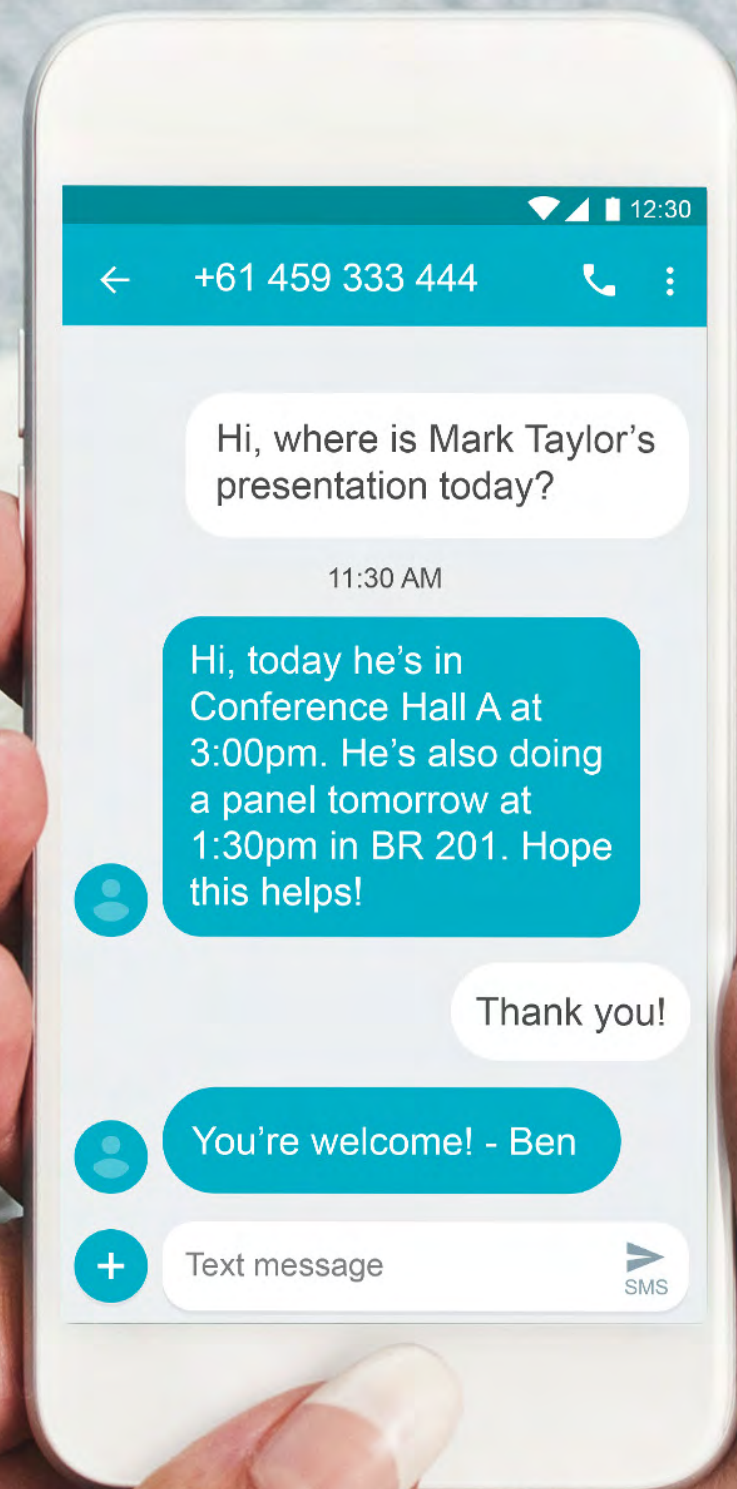 12:30
+61 459 333 444
Hi, where is Mark Taylor’s
presentation today?
11:30 AM
Hi, today he’s in
Conference Hall A at
3:00pm. He’s also doing
a panel tomorrow at
1:30pm in BR 201. Hope
this helps!
Thank you!
You’re welcome! - Ben
Text message
SMS